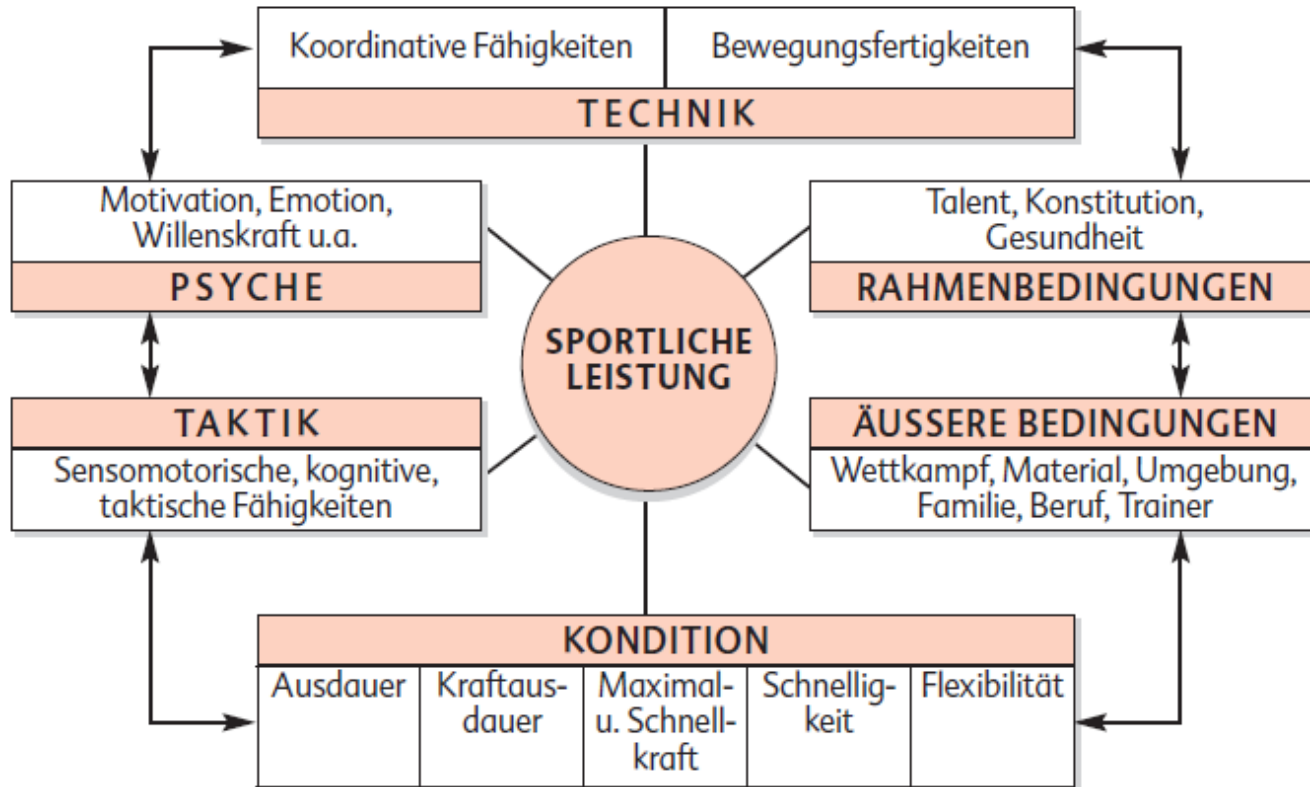 Koordinative Fähigkeiten
Bewegungsfertigkeiten
TECHNIK
Motivation, Emotion,
Willenskraft u.a.
PSYCHE
Talent, Konstitution,
Gesundheit
RAHMENBEDINGUNGEN
SPORTLICHE
LEISTUNG
TAKTIK
Sensomotorische, kognitive,
taktische Fähigkeiten
ÄUSSERE BEDINGUNGEN
Wettkampf, Material, Umgebung,
Familie, Beruf, Trainer
KONDITION
Ausdauer
Kraftaus-
dauer
Maximal-
u. Schnell-
kraft
Schnellig-
keit
Flexibilität